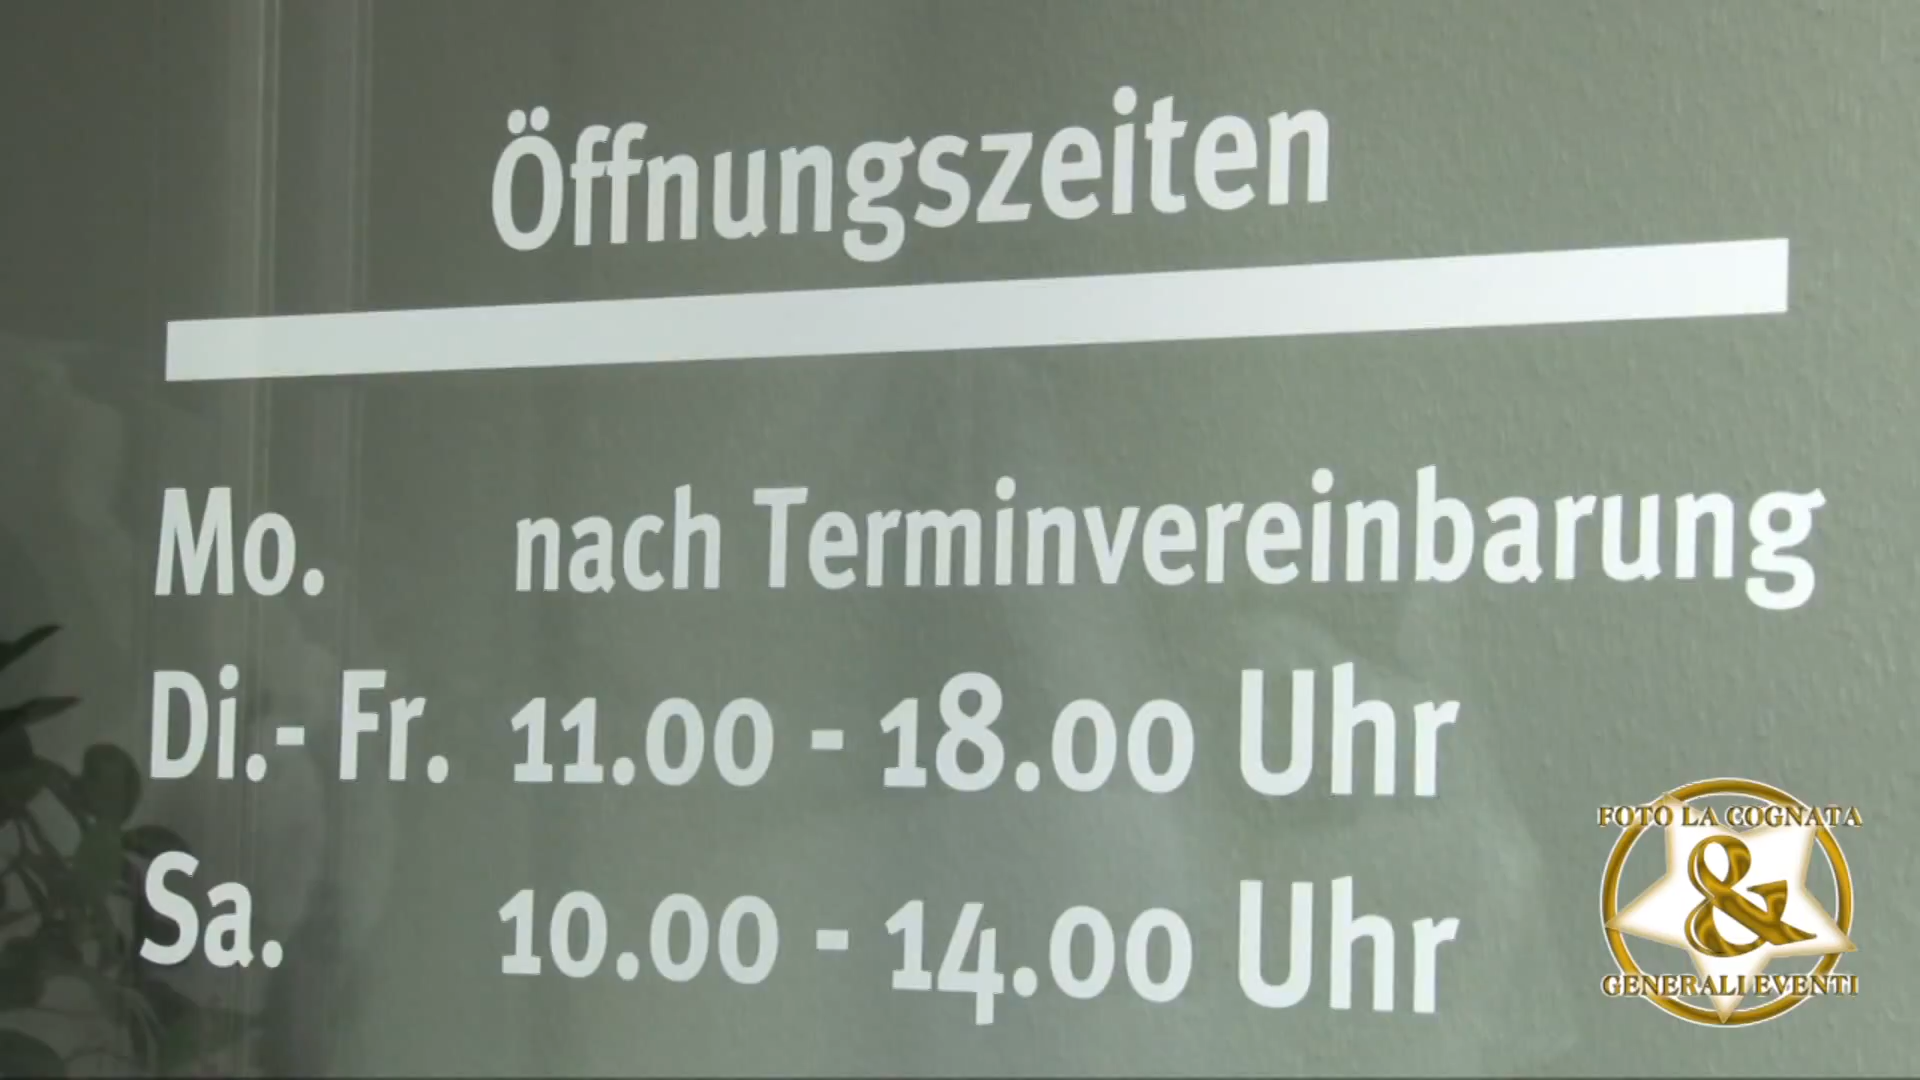 Öffnungszeiten
Mo. nach Terminvereinbarung
Di.- Fr. 11.00 - 18.00 Uhr
Sa. 10.00 - 14.00 Uhr
FOTO LA COGNATA
&
GENERALI EVENTI